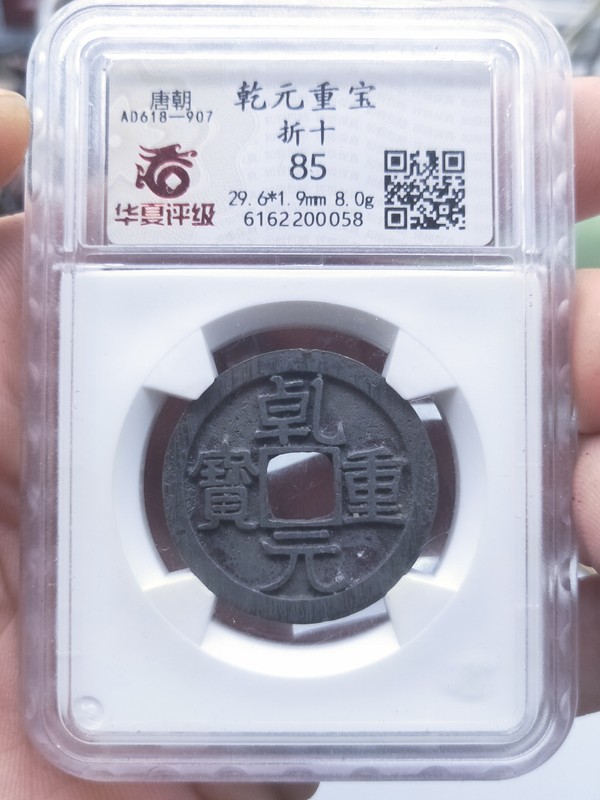 唐朝
AD618—907
乾元重宝
折十
85
29.6*1.9mm 8.0g
6162200058
华夏评级
乾
元
重
寶